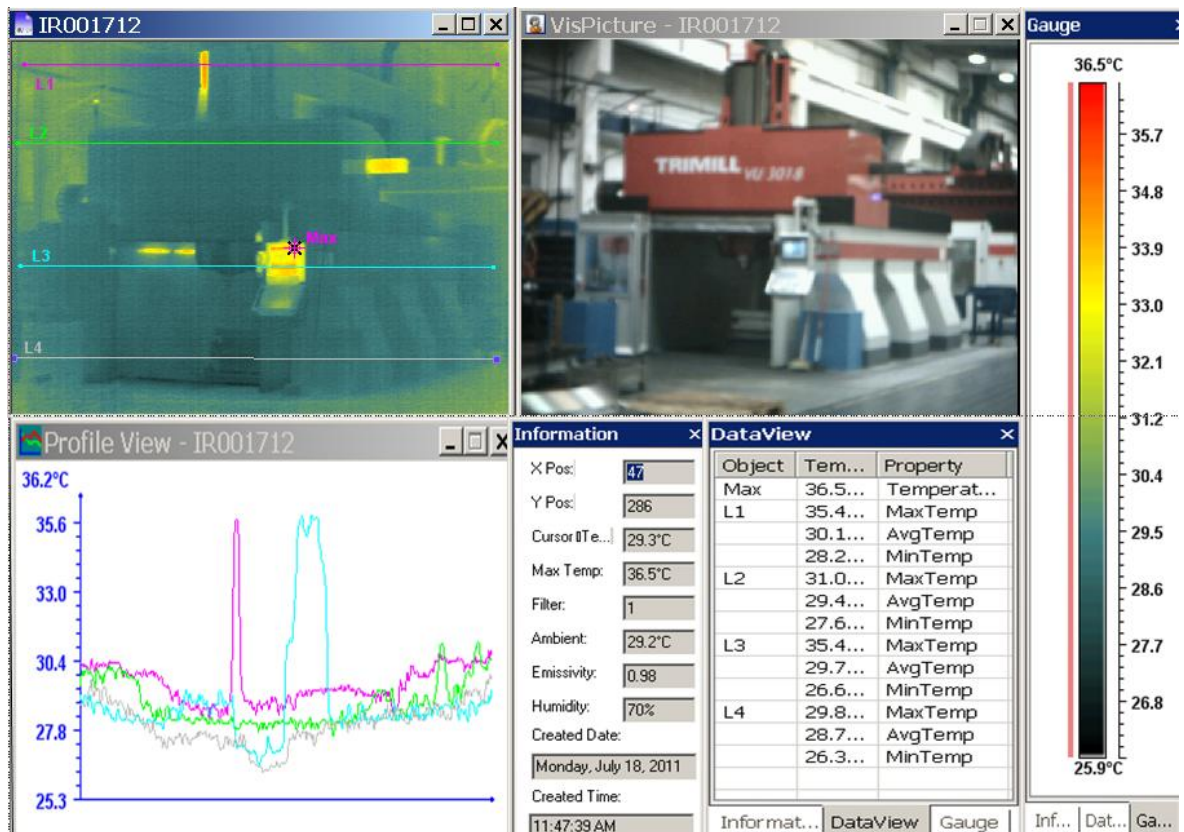 IR001712
L1
L2
Max
L3
L4
VisPicture - IR001712
TRIMILL VU 3018
Gauge
36.5°C
35.7
34.8
33.9
33.0
32.1
31.2
30.4
29.5
28.6
27.7
26.8
25.9°C
Inf... Dat... Ga...
Profile View - IR001712
36.2°C
35.6
33.0
30.4
27.8
25.3
Information
X Pos: 47
Y Pos: 286
Cursor Te... 29.3°C
Max Temp: 36.5°C
Filter: 1
Ambient: 29.2°C
Emissivity: 0.98
Humidity: 70%
Created Date:
Monday, July 18, 2011
Created Time:
11:47:39 AM
DataView
Object Tem... Property
Max 36.5... Temperat...
L1 35.4... MaxTemp
30.1... AvgTemp
28.2... MinTemp
L2 31.0... MaxTemp
29.4... AvgTemp
27.6... MinTemp
L3 35.4... MaxTemp
29.7... AvgTemp
26.6... MinTemp
L4 29.8... MaxTemp
28.7... AvgTemp
26.3... MinTemp
Informat... DataView Gauge